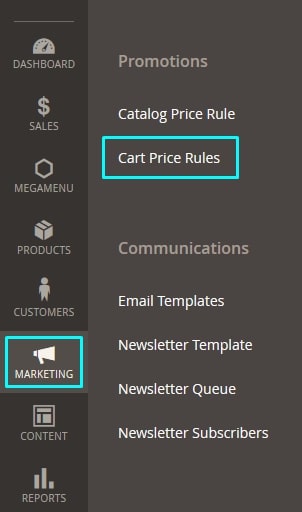 DASHBOARD
$
SALES
MEGAMENU
PRODUCTS
CUSTOMERS
MARKETING
CONTENT
REPORTS
Promotions
Catalog Price Rule
Cart Price Rules
Communications
Email Templates
Newsletter Template
Newsletter Queue
Newsletter Subscribers